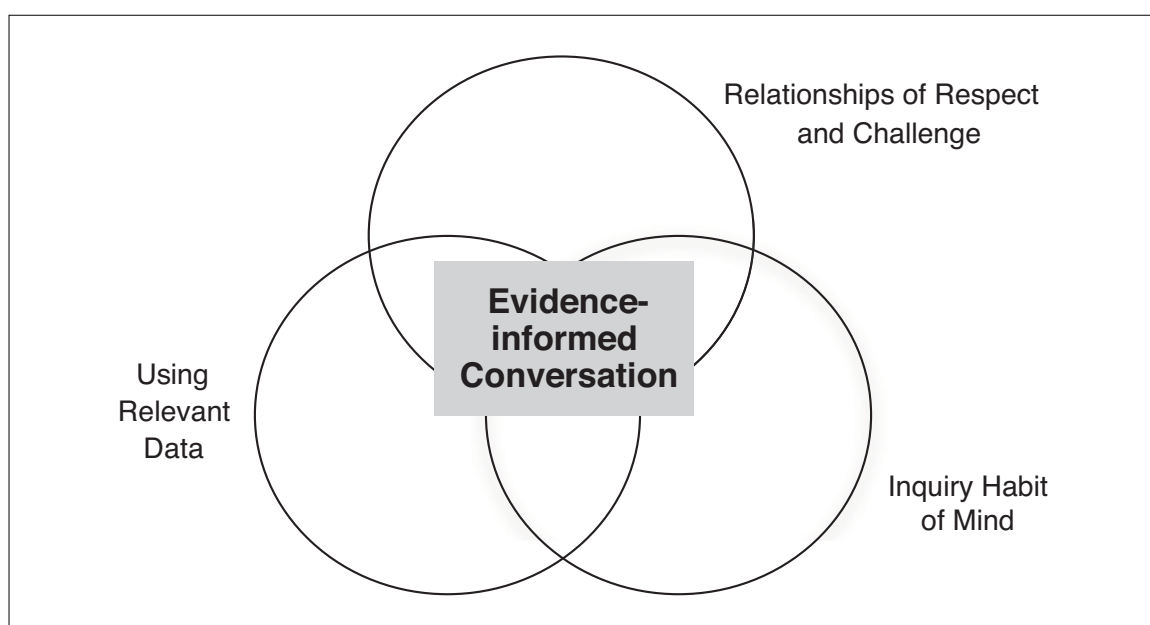 Relationships of Respect
and Challenge
Evidence-
informed
Conversation
Using
Relevant
Data
Inquiry Habit
of Mind